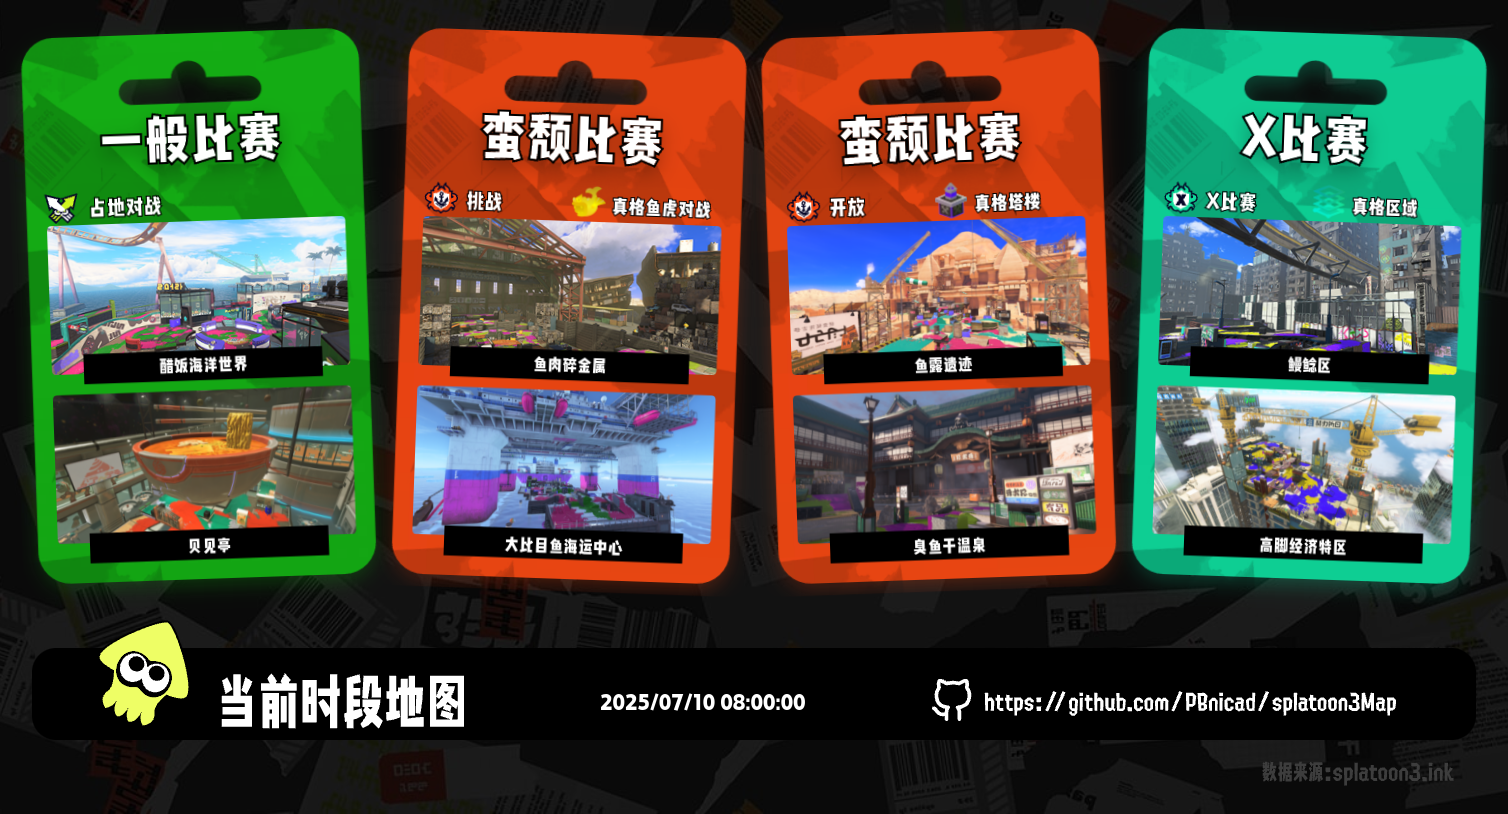 一般比赛
占地对战
醋饭海洋世界
贝见亭
蛮颓比赛
挑战
真格鱼虎对战
鱼肉碎金属
大比目鱼海运中心
蛮颓比赛
开放
真格塔楼
鱼露遗迹
臭鱼干温泉
X比赛
X比赛
真格区域
鳗鲶区
高脚经济特区
当前时段地图
2025/07/10 08:00:00
https://github.com/PBnicad/splatoon3Map
数据来源:splatoon3.ink